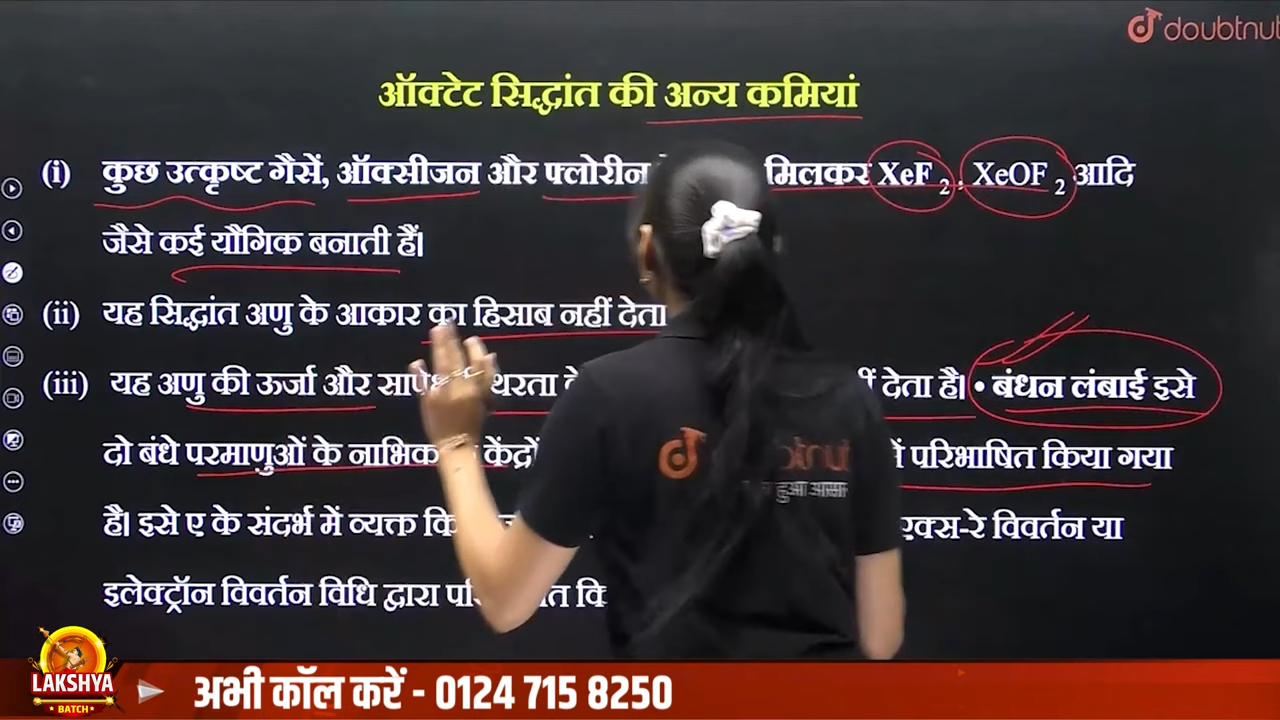 doubtnut
ऑक्टेट सिद्धांत की अन्य कमियां
(i) कुछ उत्कृष्ट गैसें, ऑक्सीजन और फ्लोरीन मिलकर XeF2, XeOF2 आदि
जैसे कई यौगिक बनाती हैं।
(ii) यह सिद्धांत अणु के आकार का हिसाब नहीं देता
(iii) यह अणु की ऊर्जा और देता है। • बंधन लंबाई इसे
दो बंधे परमाणुओं के परिभाषित किया गया
है। इसे ए के संदर्भ में व्यक्त एक्स-रे विवर्तन या
इलेक्ट्रॉन विवर्तन विधि द्वारा
हुआ
LAKSHYA
BATCH
अभी कॉल करें - 0124 715 8250